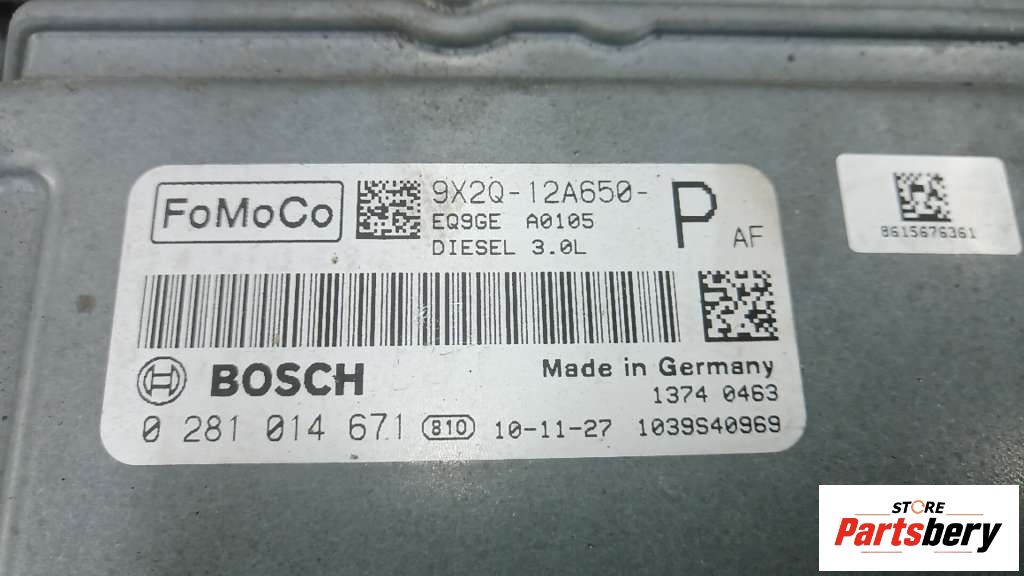 FoMoCo
9X2Q-12A650-
P
EQ9GE A0105
AF
DIESEL 3.0L
8615676361
BOSCH
Made in Germany
1374 0463
0 281 014 671 810 10-11-27 1039S40969
STORE
Partsbery